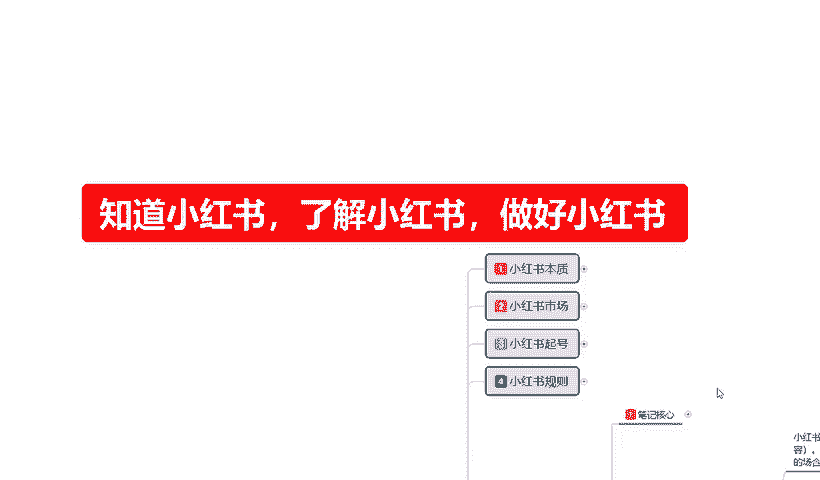 知道小红书，了解小红书，做好小红书
1 小红书本质
2 小红书市场
3 小红书起号
4 小红书规则
笔记核心
小红书
容），
的场合